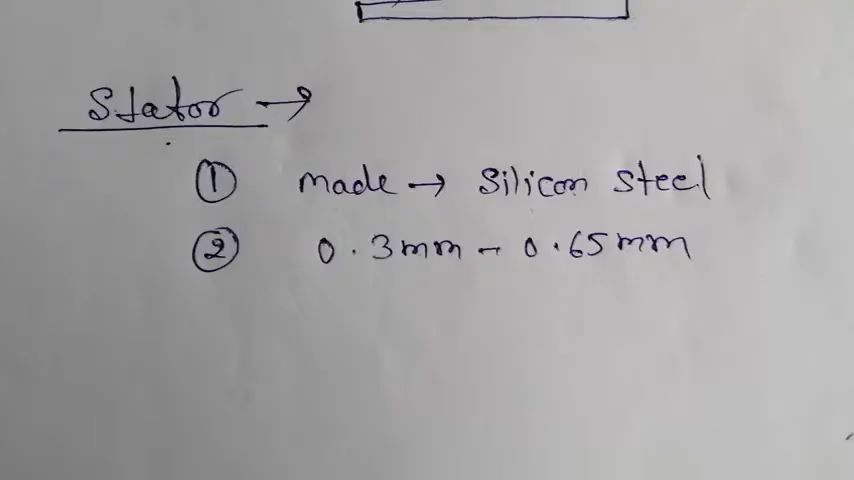 Stator →
① made → Silicon steel
② 0.3mm - 0.65mm